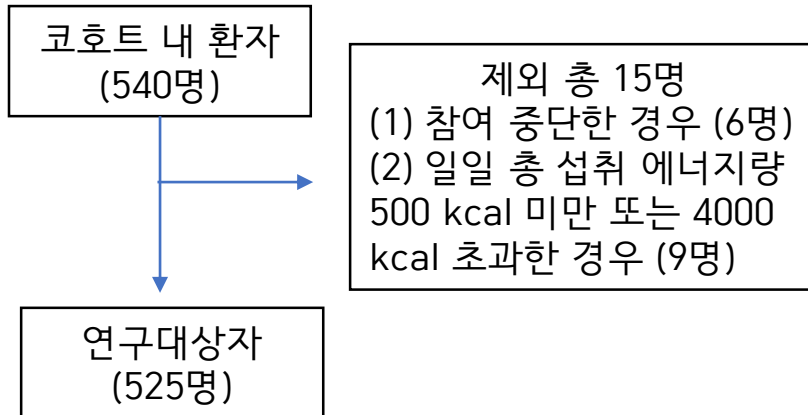 코호트 내 환자
(540명)
제외 총 15명
(1) 참여 중단한 경우 (6명)
(2) 일일 총 섭취 에너지량
500 kcal 미만 또는 4000
kcal 초과한 경우 (9명)
연구대상자
(525명)